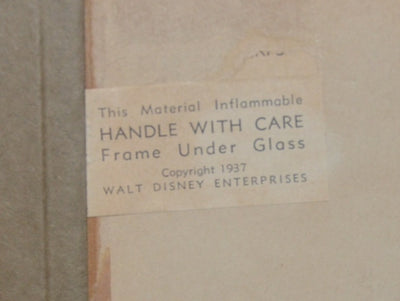 This Material Inflammable
HANDLE WITH CARE
Frame Under Glass
Copyright 1937
WALT DISNEY ENTERPRISES